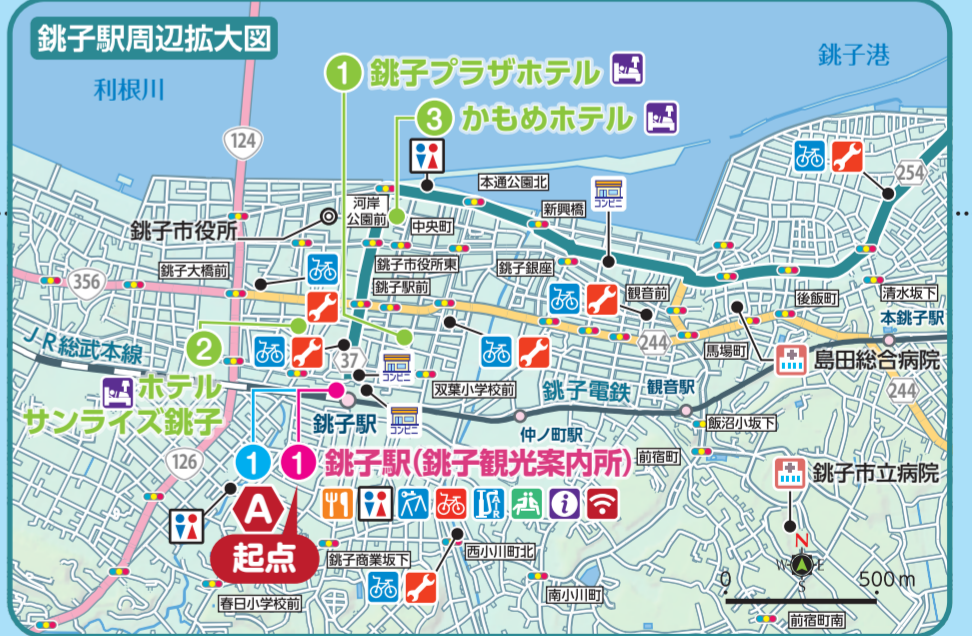 銚子駅周辺拡大図
利根川
銚子港
1 銚子プラザホテル
3 かもめホテル
124
254
本通公園北
コンビニ
河岸
公園前
新興橋
中央町
銚子市役所
銚子市役所東
銚子銀座
銚子大橋前
356
銚子駅前
観音前
後飯町
清水坂下
本銚子駅
244
馬場町
島田総合病院
JR総武本線
2
ホテル
サンライズ銚子
37
コンビニ
双葉小学校前
銚子電鉄
観音駅
244
銚子駅
コンビニ
仲ノ町駅
飯沼小坂下
126
1
1 銚子駅(銚子観光案内所)
前宿町
銚子市立病院
A
起点
AIR
i
銚子商業坂下
西小川町北
春日小学校前
南小川町
N
W E
S
0 500m
前宿町南